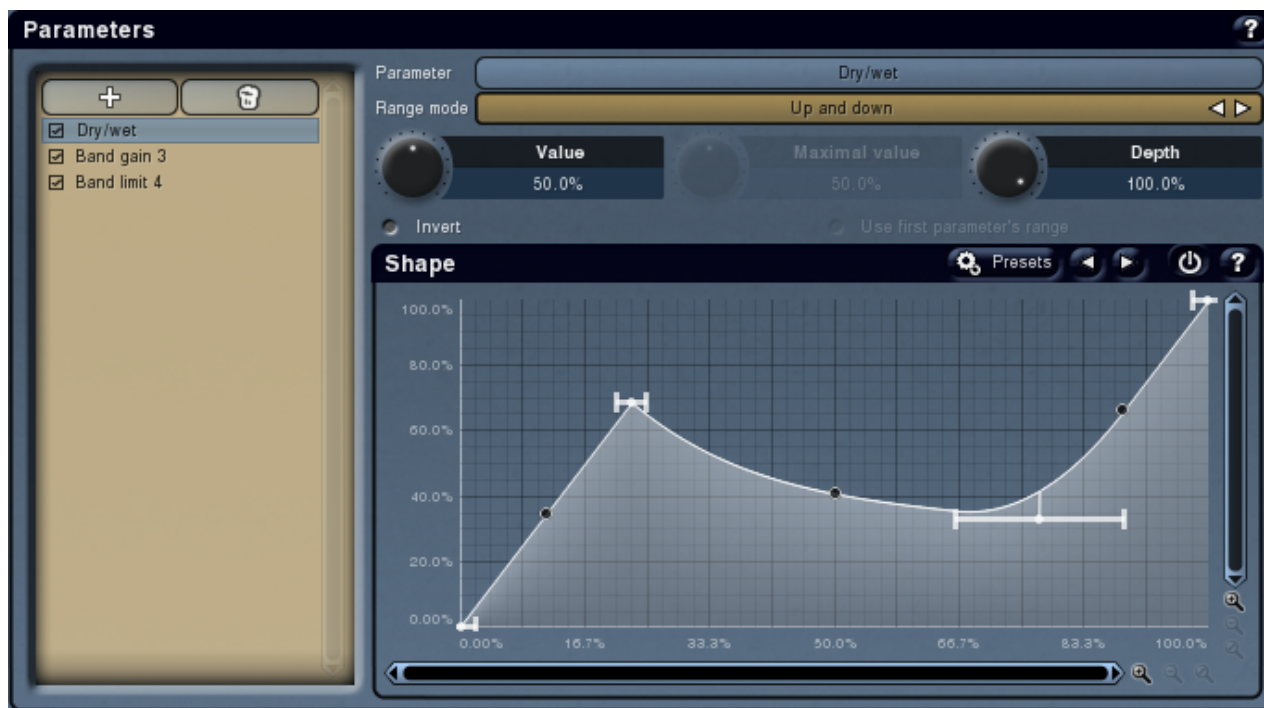 Parameters
?
Dry/wet
Band gain 3
Band limit 4
Parameter Dry/wet
Range mode Up and down
Value Maximal value Depth
50.0% 50.0% 100.0%
Invert Use first parameter's range
Shape Presets ?
100.0%
80.0%
60.0%
40.0%
20.0%
0.00%
0.00% 16.7% 33.3% 50.0% 66.7% 83.3% 100.0%